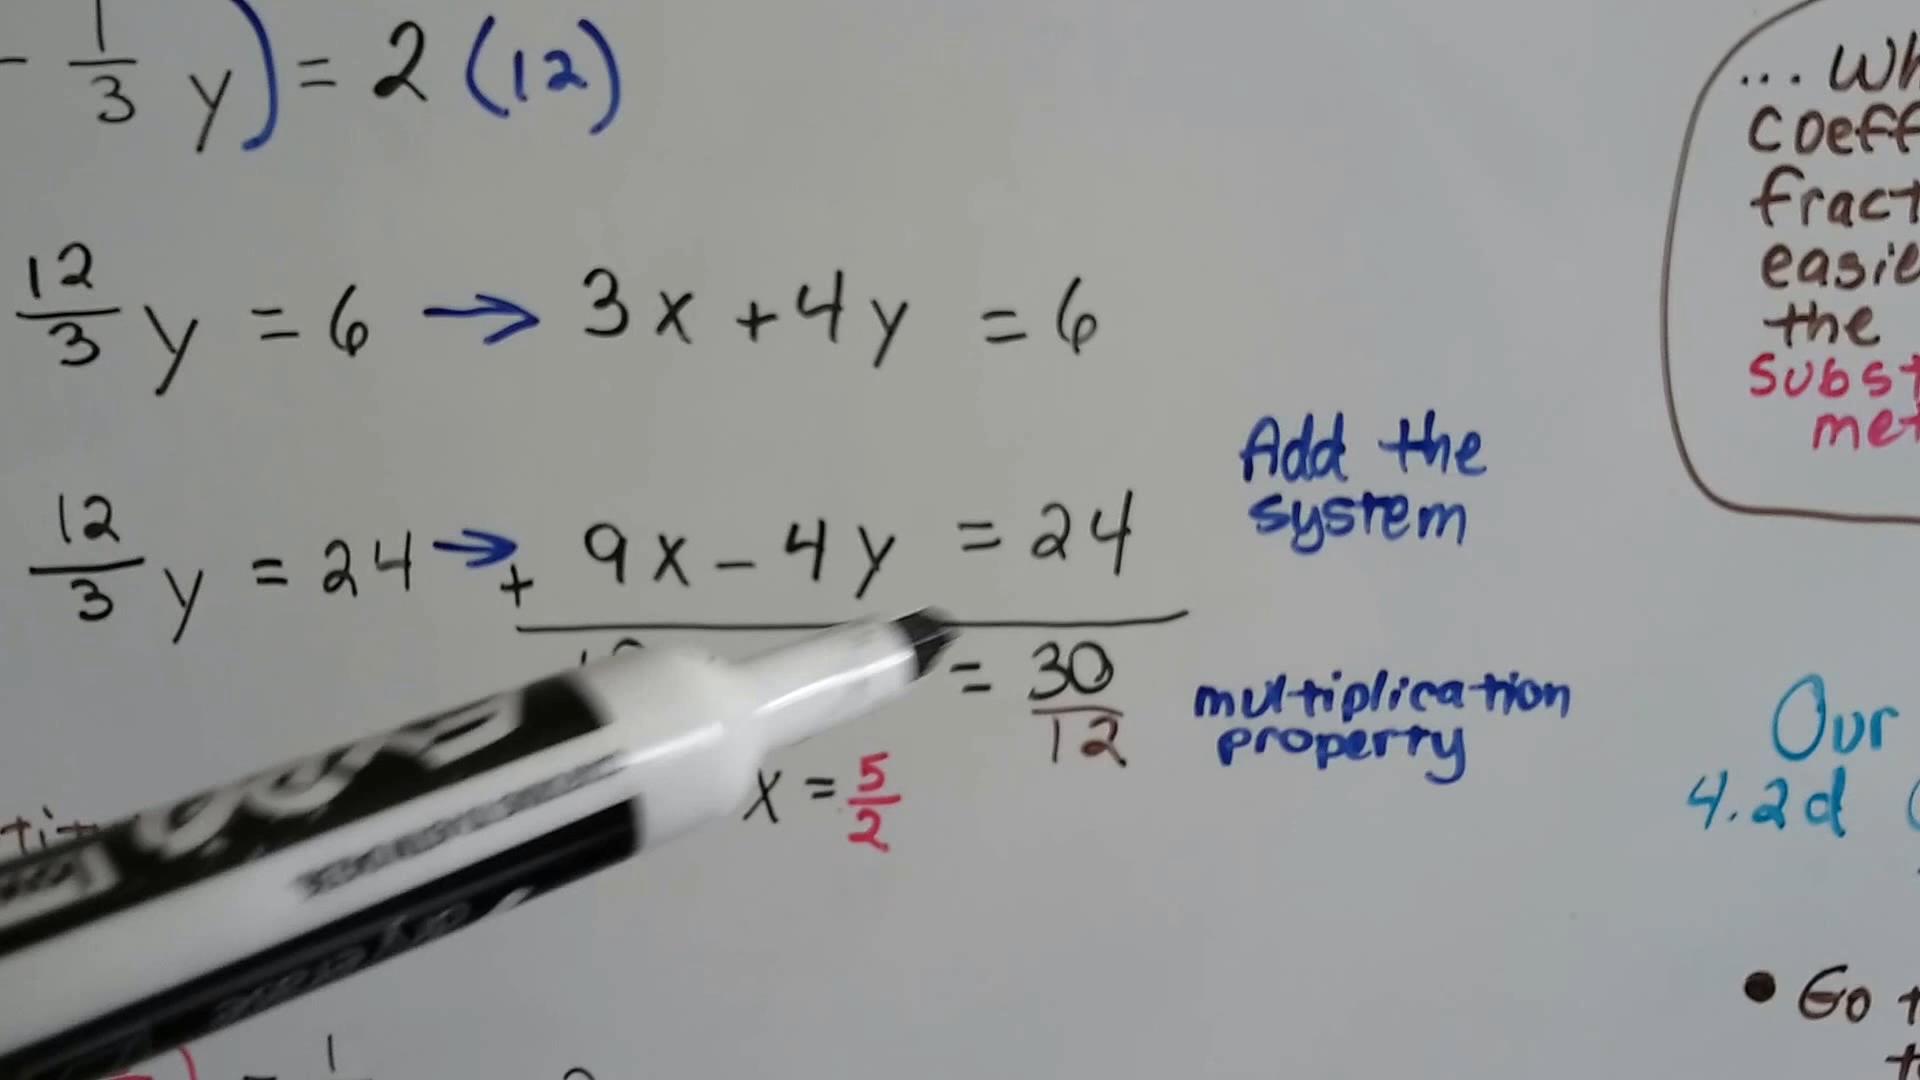 - 1/3 y) = 2 (12)
12/3 y = 6 → 3x + 4y = 6
12/3 y = 24 → + 9x - 4y = 24
Add the
system
= 30/12
multiplication
property
x = 5/2
... Wh
coeff
fract
easie
the
subst
met
Our
4.2d
• Go t
EXPO